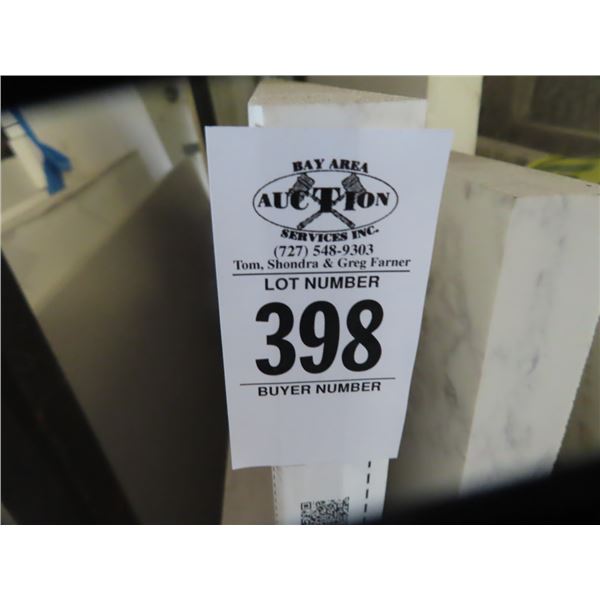 BAY AREA
AUCTION
SERVICES INC.
(727) 548-9303
Tom, Shondra & Greg Farner
LOT NUMBER
398
BUYER NUMBER